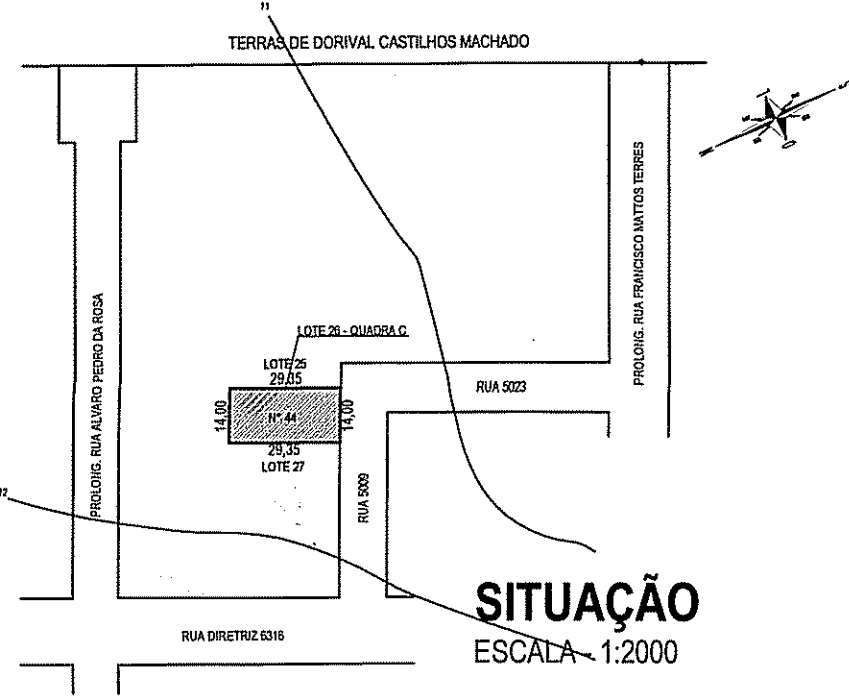 11
TERRAS DE DORIVAL CASTILHOS MACHADO
PROLONG. RUA ALVARO PEDRO DA ROSA
PROLONG. RUA FRANCISCO MATTOS TERRES
LOTE 26 - QUADRA C
LOTE 25
29,35
14,00
Nº 44
14,00
29,35
LOTE 27
RUA 5023
RUA 5009
RUA DIRETRIZ 6316
SITUAÇÃO
ESCALA - 1:2000